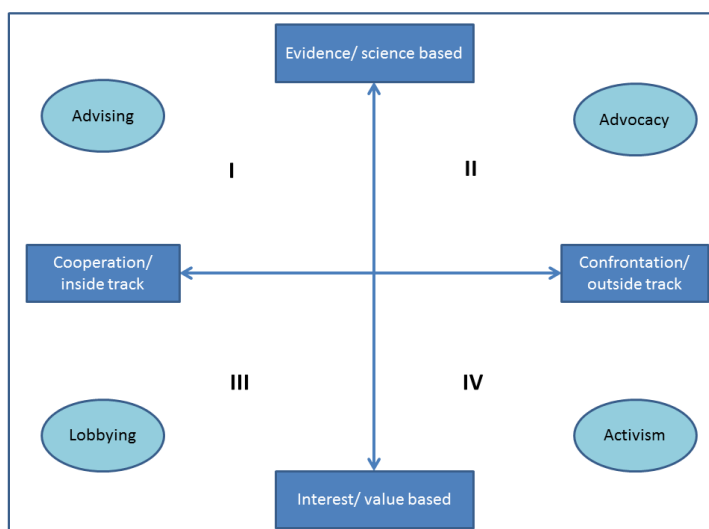 Evidence/ science based
Advising
Advocacy
I
II
Cooperation/
inside track
Confrontation/
outside track
III
IV
Lobbying
Activism
Interest/ value based